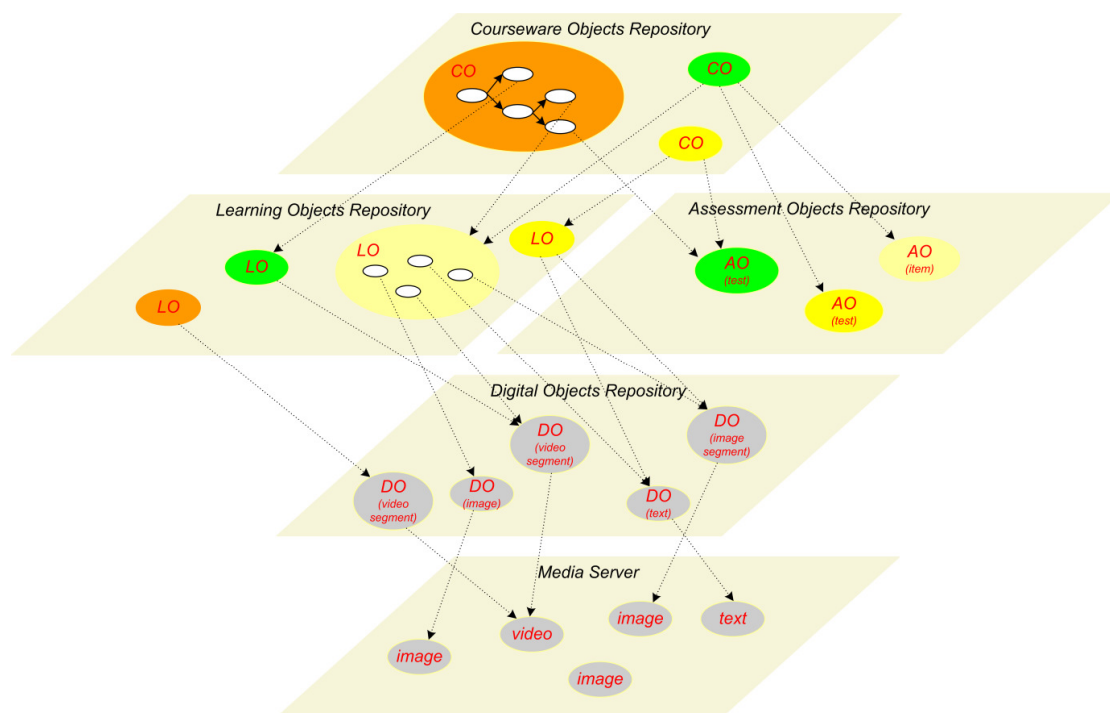 Courseware Objects Repository
CO
CO
CO
Learning Objects Repository
LO
LO
LO
LO
Assessment Objects Repository
AO
(test)
AO
(item)
AO
(test)
Digital Objects Repository
DO
(video
segment)
DO
(image
segment)
DO
(video
segment)
DO
(image)
DO
(text)
Media Server
image
video
image
text
image